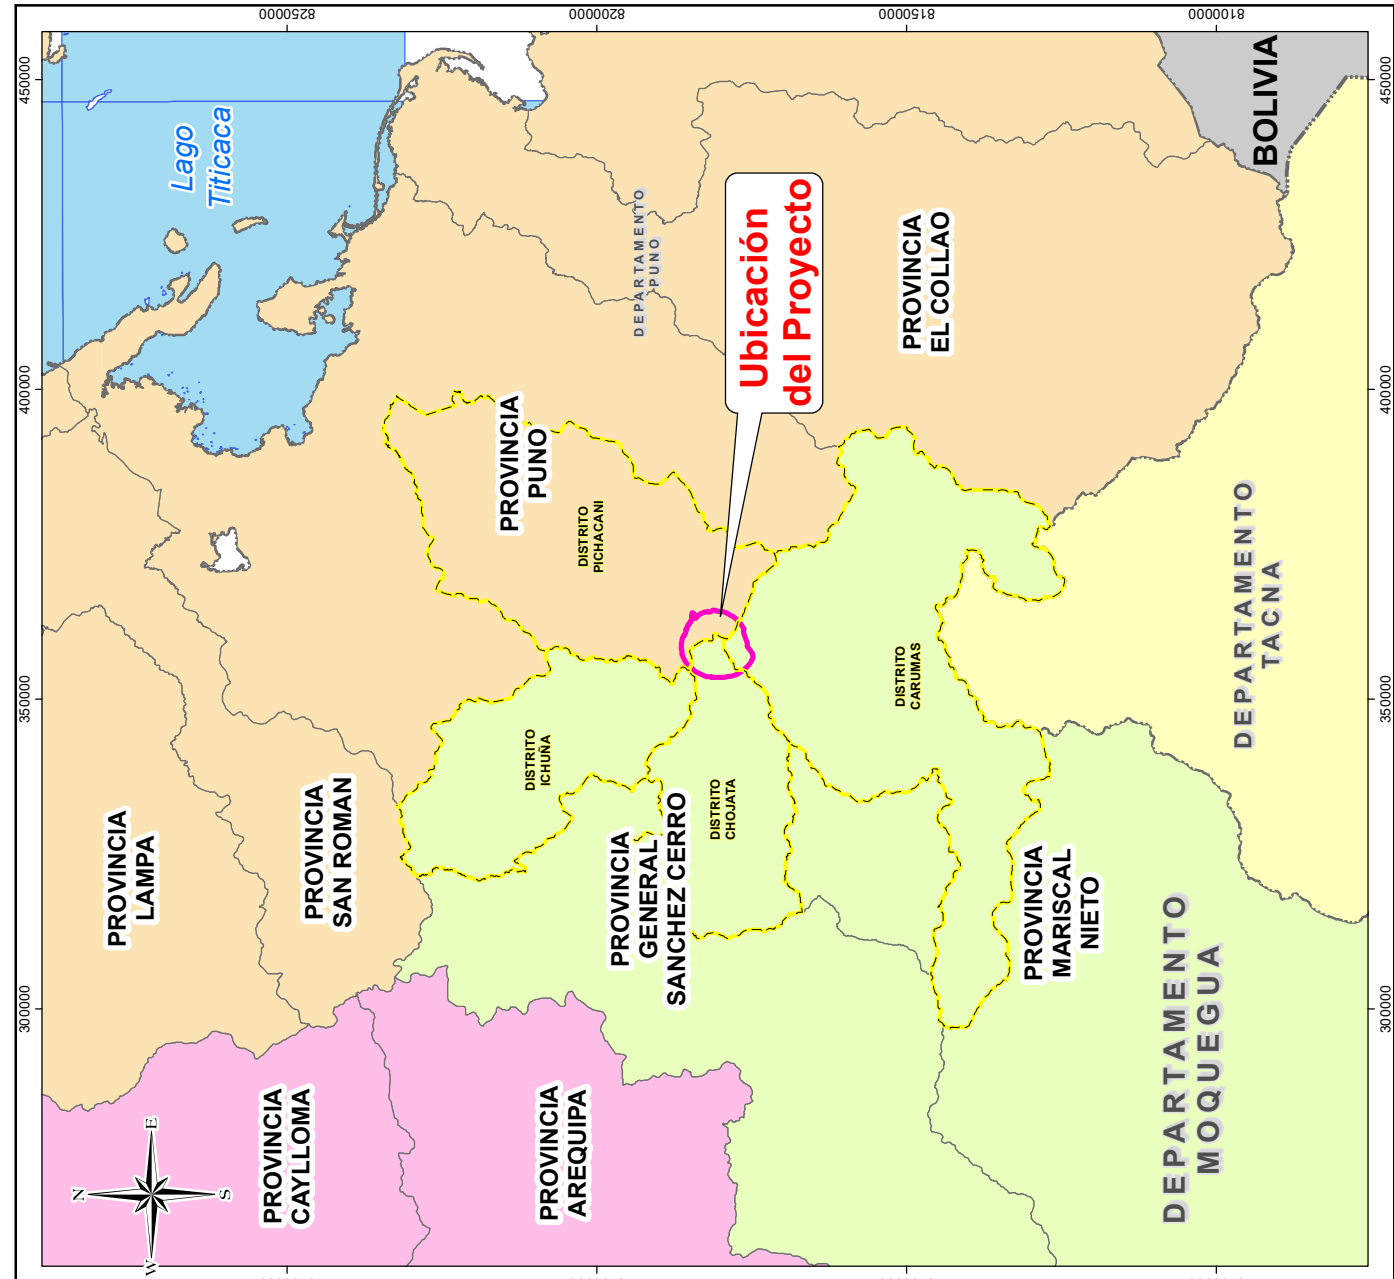 300000
350000
400000
450000
N
W
E
S
PROVINCIA
LAMPA
Lago
Titicaca
8250000
PROVINCIA
CAYLLOMA
PROVINCIA
SAN ROMAN
PROVINCIA
PUNO
PROVINCIA
AREQUIPA
DISTRITO
ICHUÑA
DISTRITO
PICHACANI
8200000
DEPARTAMENTO
PUNO
PROVINCIA
GENERAL
SANCHEZ CERRO
DISTRITO
CHOJATA
Ubicación
del Proyecto
DISTRITO
CARUMAS
PROVINCIA
EL COLLAO
8150000
PROVINCIA
MARISCAL
NIETO
DEPARTAMENTO
MOQUEGUA
DEPARTAMENTO
TACNA
BOLIVIA
8100000
300000
350000
400000
450000